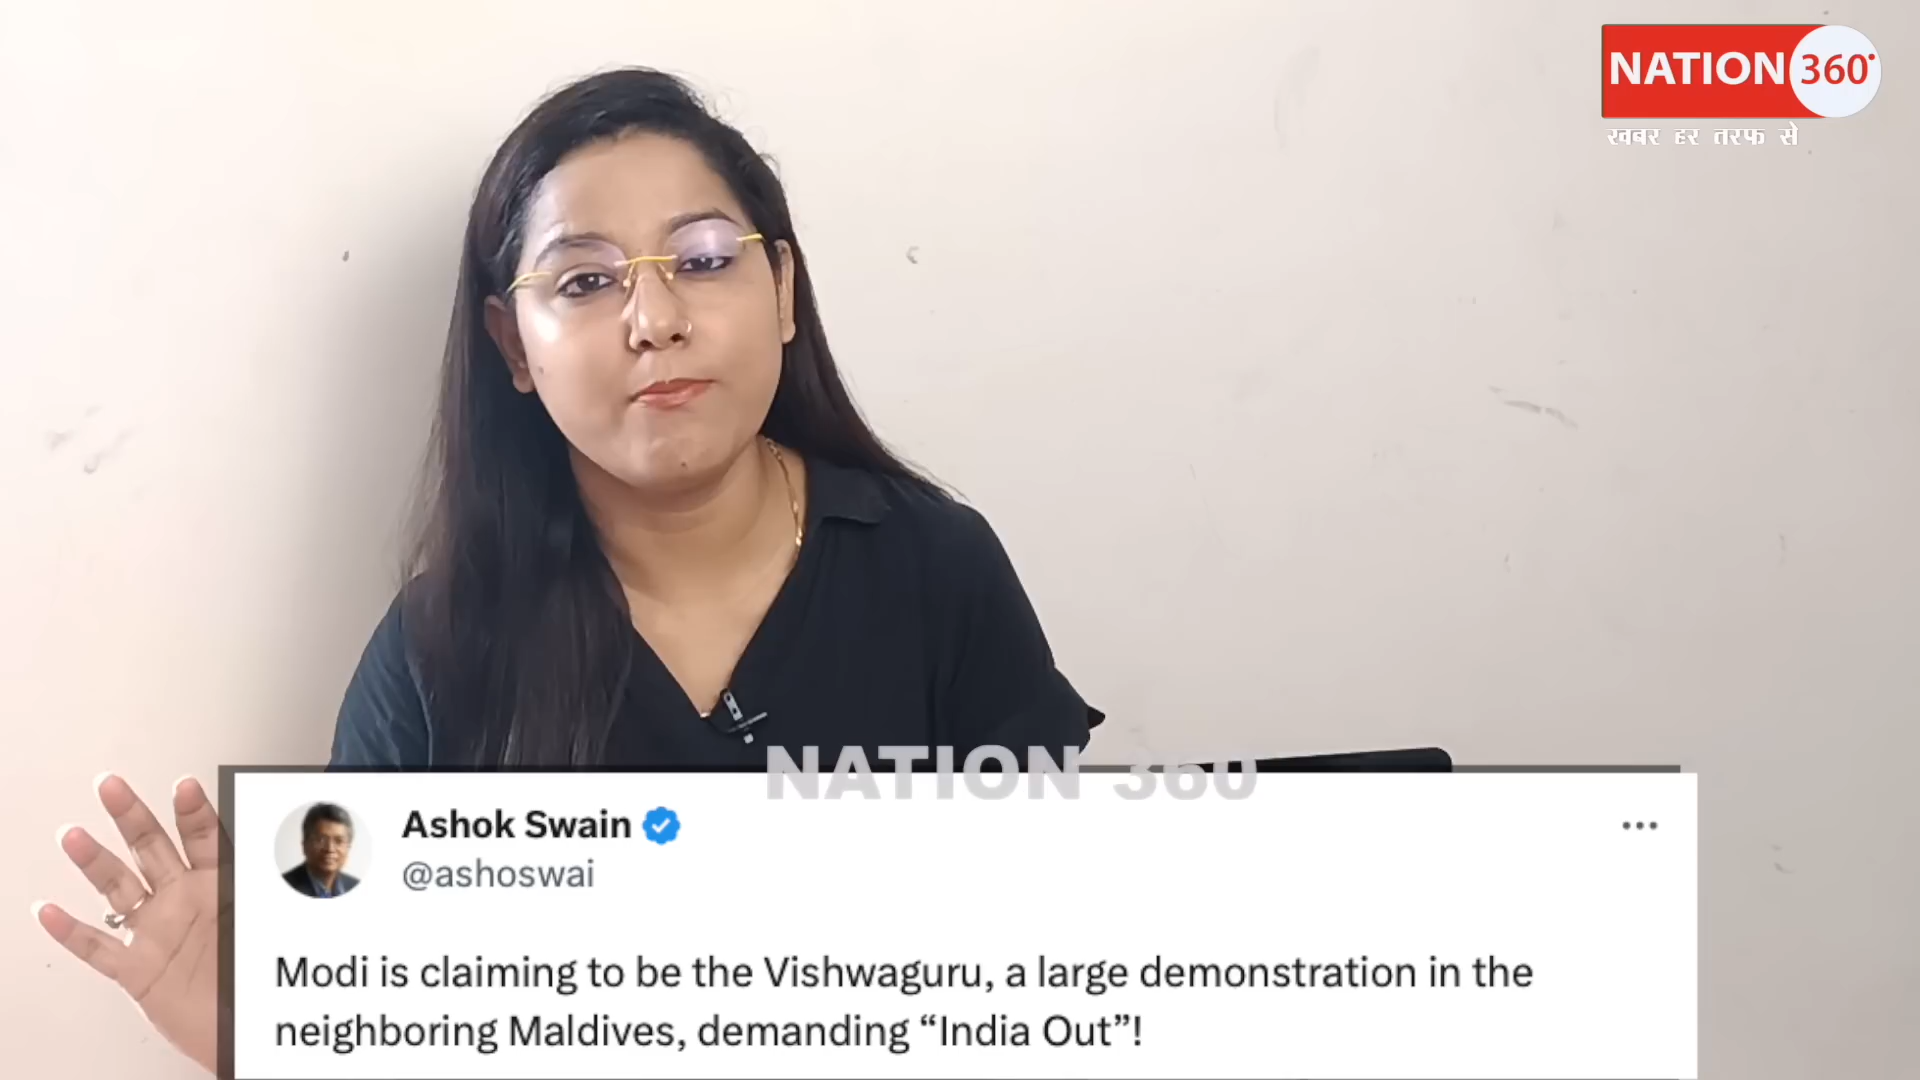 NATION 360°
खबर हर तरफ से
NATION 360
Ashok Swain
@ashoswai
Modi is claiming to be the Vishwaguru, a large demonstration in the
neighboring Maldives, demanding “India Out”!